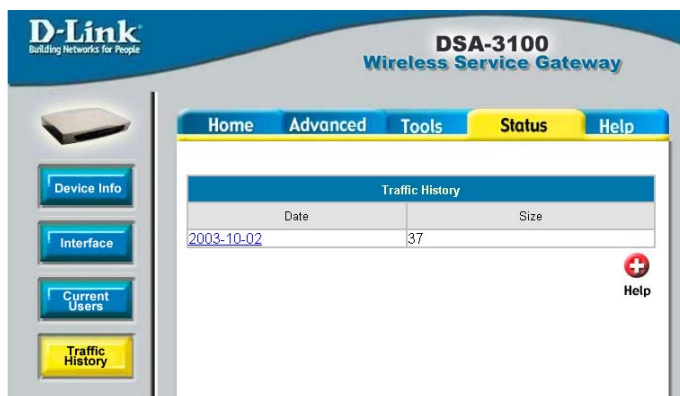 D-Link
Building Networks for People
DSA-3100
Wireless Service Gateway
Home Advanced Tools Status Help
Device Info
Interface
Current
Users
Traffic
History
Traffic History
Date Size
2003-10-02 37
Help